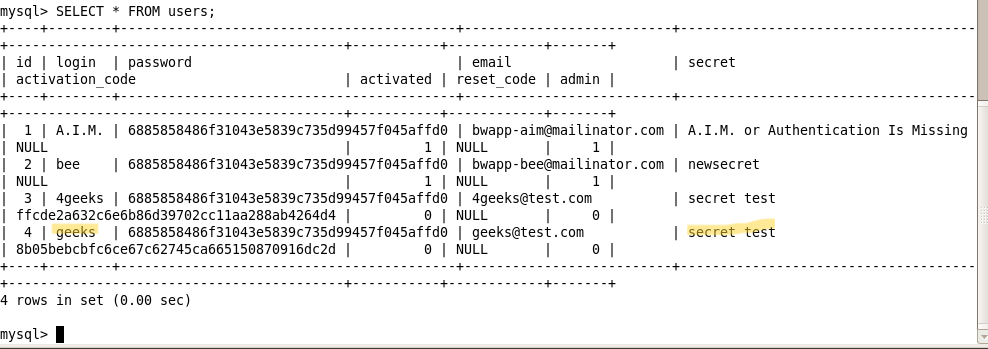 mysql> SELECT * FROM users;
+----+--------+------------------------------------------+--------------------------+-------------------------------------
+-----------------------------------------+-----------+------------+-------+
| id | login  | password                                 | email                    | secret
| activation_code                          | activated | reset_code | admin |
+----+--------+------------------------------------------+--------------------------+-------------------------------------
+-----------------------------------------+-----------+------------+-------+
| 1 | A.I.M. | 6885858486f31043e5839c735d99457f045affd0 | bwapp-aim@mailinator.com | A.I.M. or Authentication Is Missing
| NULL                                     |         1 | NULL       |     1 |
| 2 | bee    | 6885858486f31043e5839c735d99457f045affd0 | bwapp-bee@mailinator.com | newsecret
| NULL                                     |         1 | NULL       |     1 |
| 3 | 4geeks | 6885858486f31043e5839c735d99457f045affd0 | 4geeks@test.com          | secret test
| ffcde2a632c6e6b86d39702cc11aa288ab4264d4 |         0 | NULL       |     0 |
| 4 | geeks  | 6885858486f31043e5839c735d99457f045affd0 | geeks@test.com           | secret test
| 8b05bebcbfc6ce67c62745ca665150870916dc2d |         0 | NULL       |     0 |
+----+--------+------------------------------------------+--------------------------+-------------------------------------
+-----------------------------------------+-----------+------------+-------+
4 rows in set (0.00 sec)
mysql>